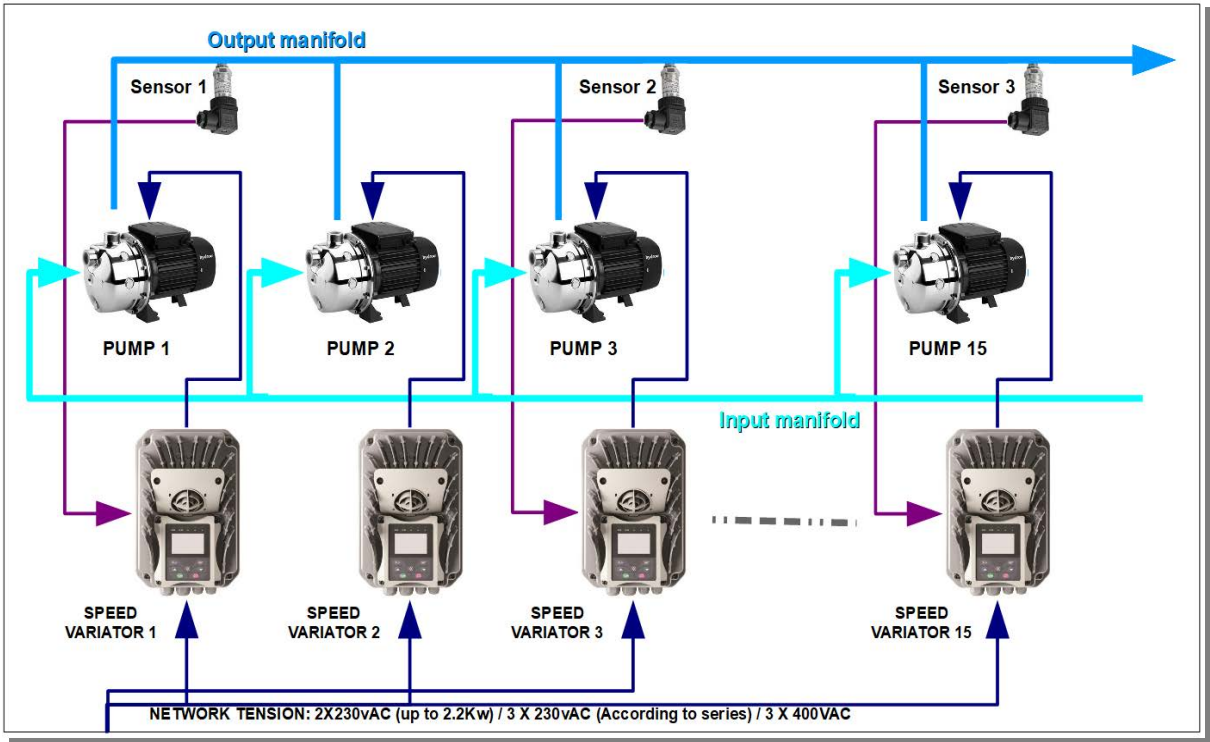 Output manifold
Sensor 1
Sensor 2
Sensor 3
PUMP 1
PUMP 2
PUMP 3
PUMP 15
Input manifold
SPEED
VARIATOR 1
SPEED
VARIATOR 2
SPEED
VARIATOR 3
SPEED
VARIATOR 15
NETWORK TENSION: 2X230vAC (up to 2.2Kw) / 3 X 230vAC (According to series) / 3 X 400VAC